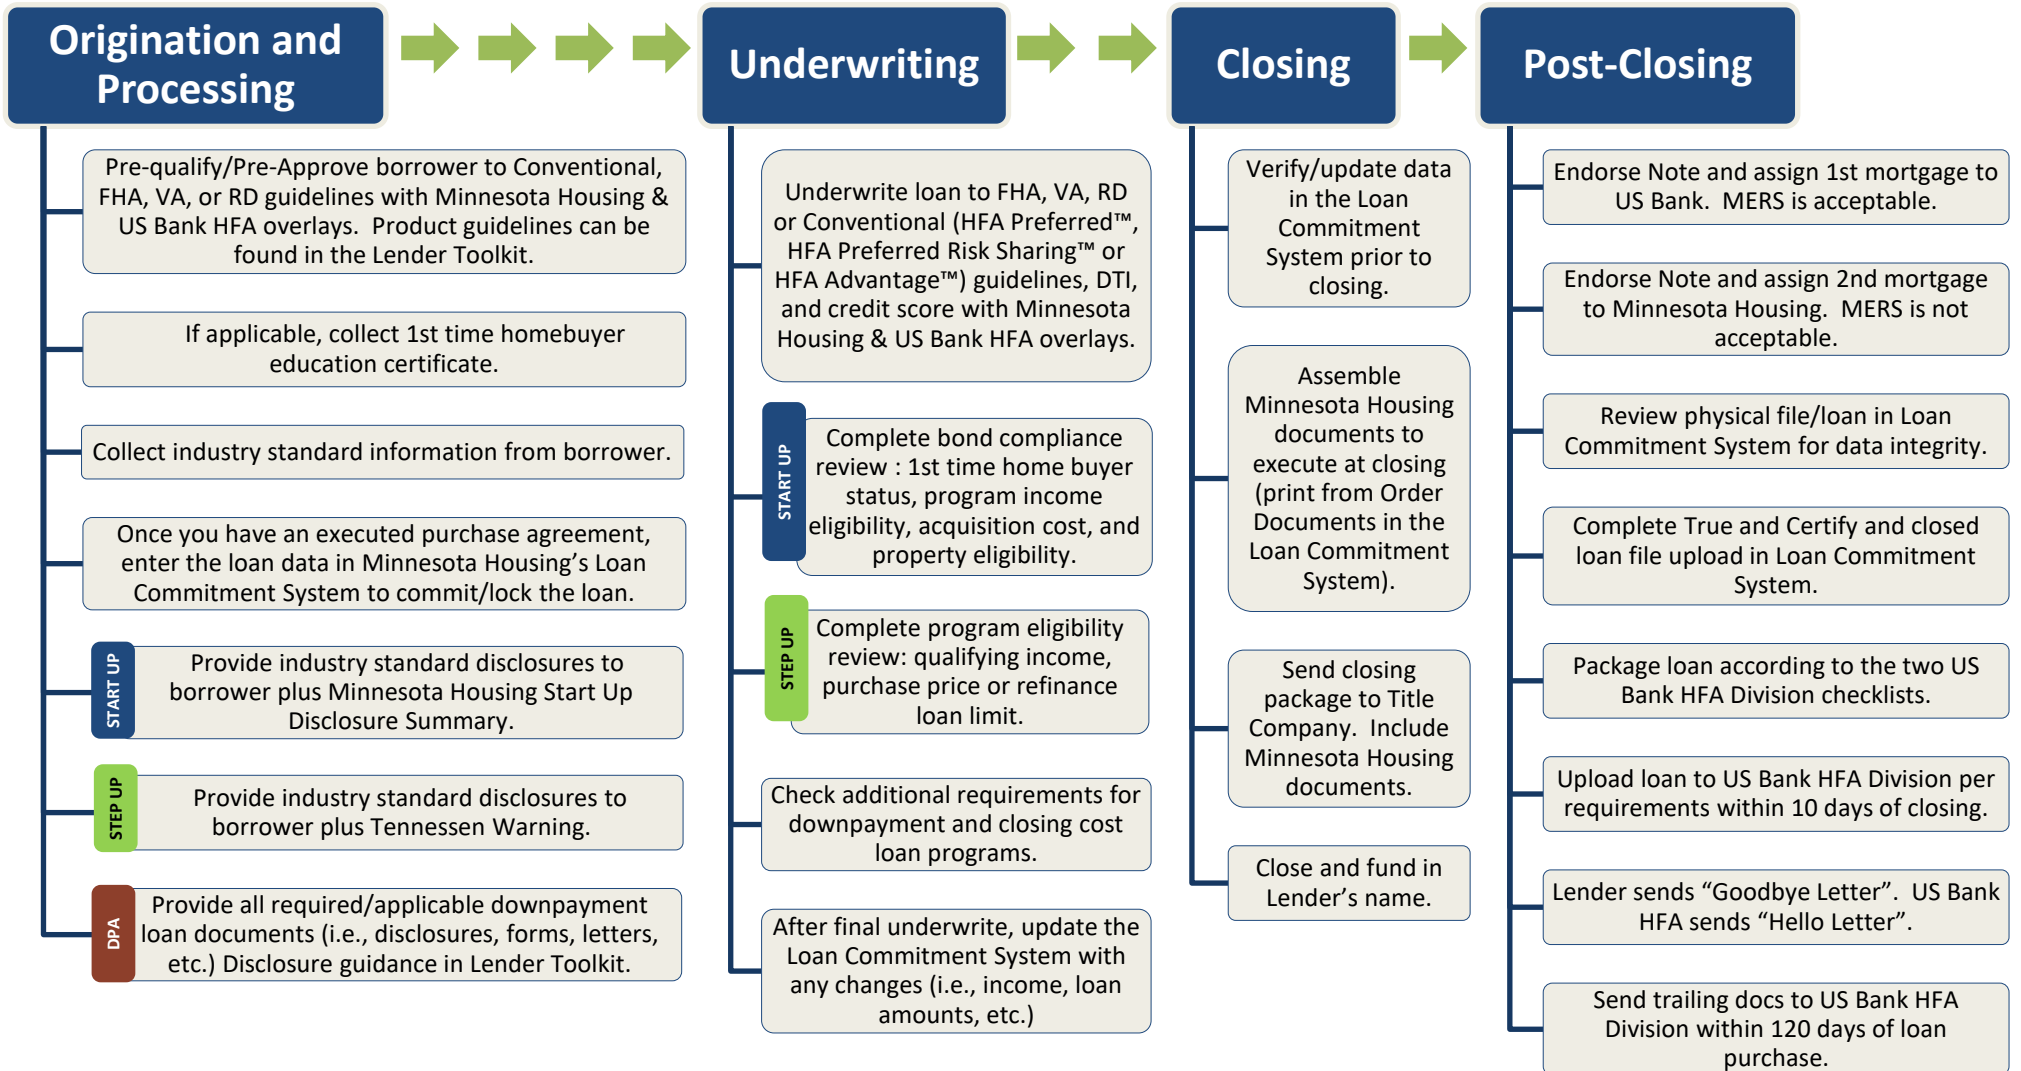 Origination and
Processing
Pre-qualify/Pre-Approve borrower to Conventional,
FHA, VA, or RD guidelines with Minnesota Housing &
US Bank HFA overlays.  Product guidelines can be
found in the Lender Toolkit.
If applicable, collect 1st time homebuyer
education certificate.
Collect industry standard information from borrower.
Once you have an executed purchase agreement,
enter the loan data in Minnesota Housing’s Loan
Commitment System to commit/lock the loan.
START UP
Provide industry standard disclosures to
borrower plus Minnesota Housing Start Up
Disclosure Summary.
STEP UP
Provide industry standard disclosures to
borrower plus Tennessen Warning.
DPA
Provide all required/applicable downpayment
loan documents (i.e., disclosures, forms, letters,
etc.) Disclosure guidance in Lender Toolkit.
Underwriting
Underwrite loan to FHA, VA, RD
or Conventional (HFA Preferred™,
HFA Preferred Risk Sharing™ or
HFA Advantage™) guidelines, DTI,
and credit score with Minnesota
Housing & US Bank HFA overlays.
START UP
Complete bond compliance
review : 1st time home buyer
status, program income
eligibility, acquisition cost, and
property eligibility.
STEP UP
Complete program eligibility
review: qualifying income,
purchase price or refinance
loan limit.
Check additional requirements for
downpayment and closing cost
loan programs.
After final underwrite, update the
Loan Commitment System with
any changes (i.e., income, loan
amounts, etc.)
Closing
Verify/update data
in the Loan
Commitment
System prior to
closing.
Assemble
Minnesota Housing
documents to
execute at closing
(print from Order
Documents in the
Loan Commitment
System).
Send closing
package to Title
Company.  Include
Minnesota Housing
documents.
Close and fund in
Lender’s name.
Post-Closing
Endorse Note and assign 1st mortgage to
US Bank.  MERS is acceptable.
Endorse Note and assign 2nd mortgage
to Minnesota Housing.  MERS is not
acceptable.
Review physical file/loan in Loan
Commitment System for data integrity.
Complete True and Certify and closed
loan file upload in Loan Commitment
System.
Package loan according to the two US
Bank HFA Division checklists.
Upload loan to US Bank HFA Division per
requirements within 10 days of closing.
Lender sends “Goodbye Letter”.  US Bank
HFA sends “Hello Letter”.
Send trailing docs to US Bank HFA
Division within 120 days of loan
purchase.